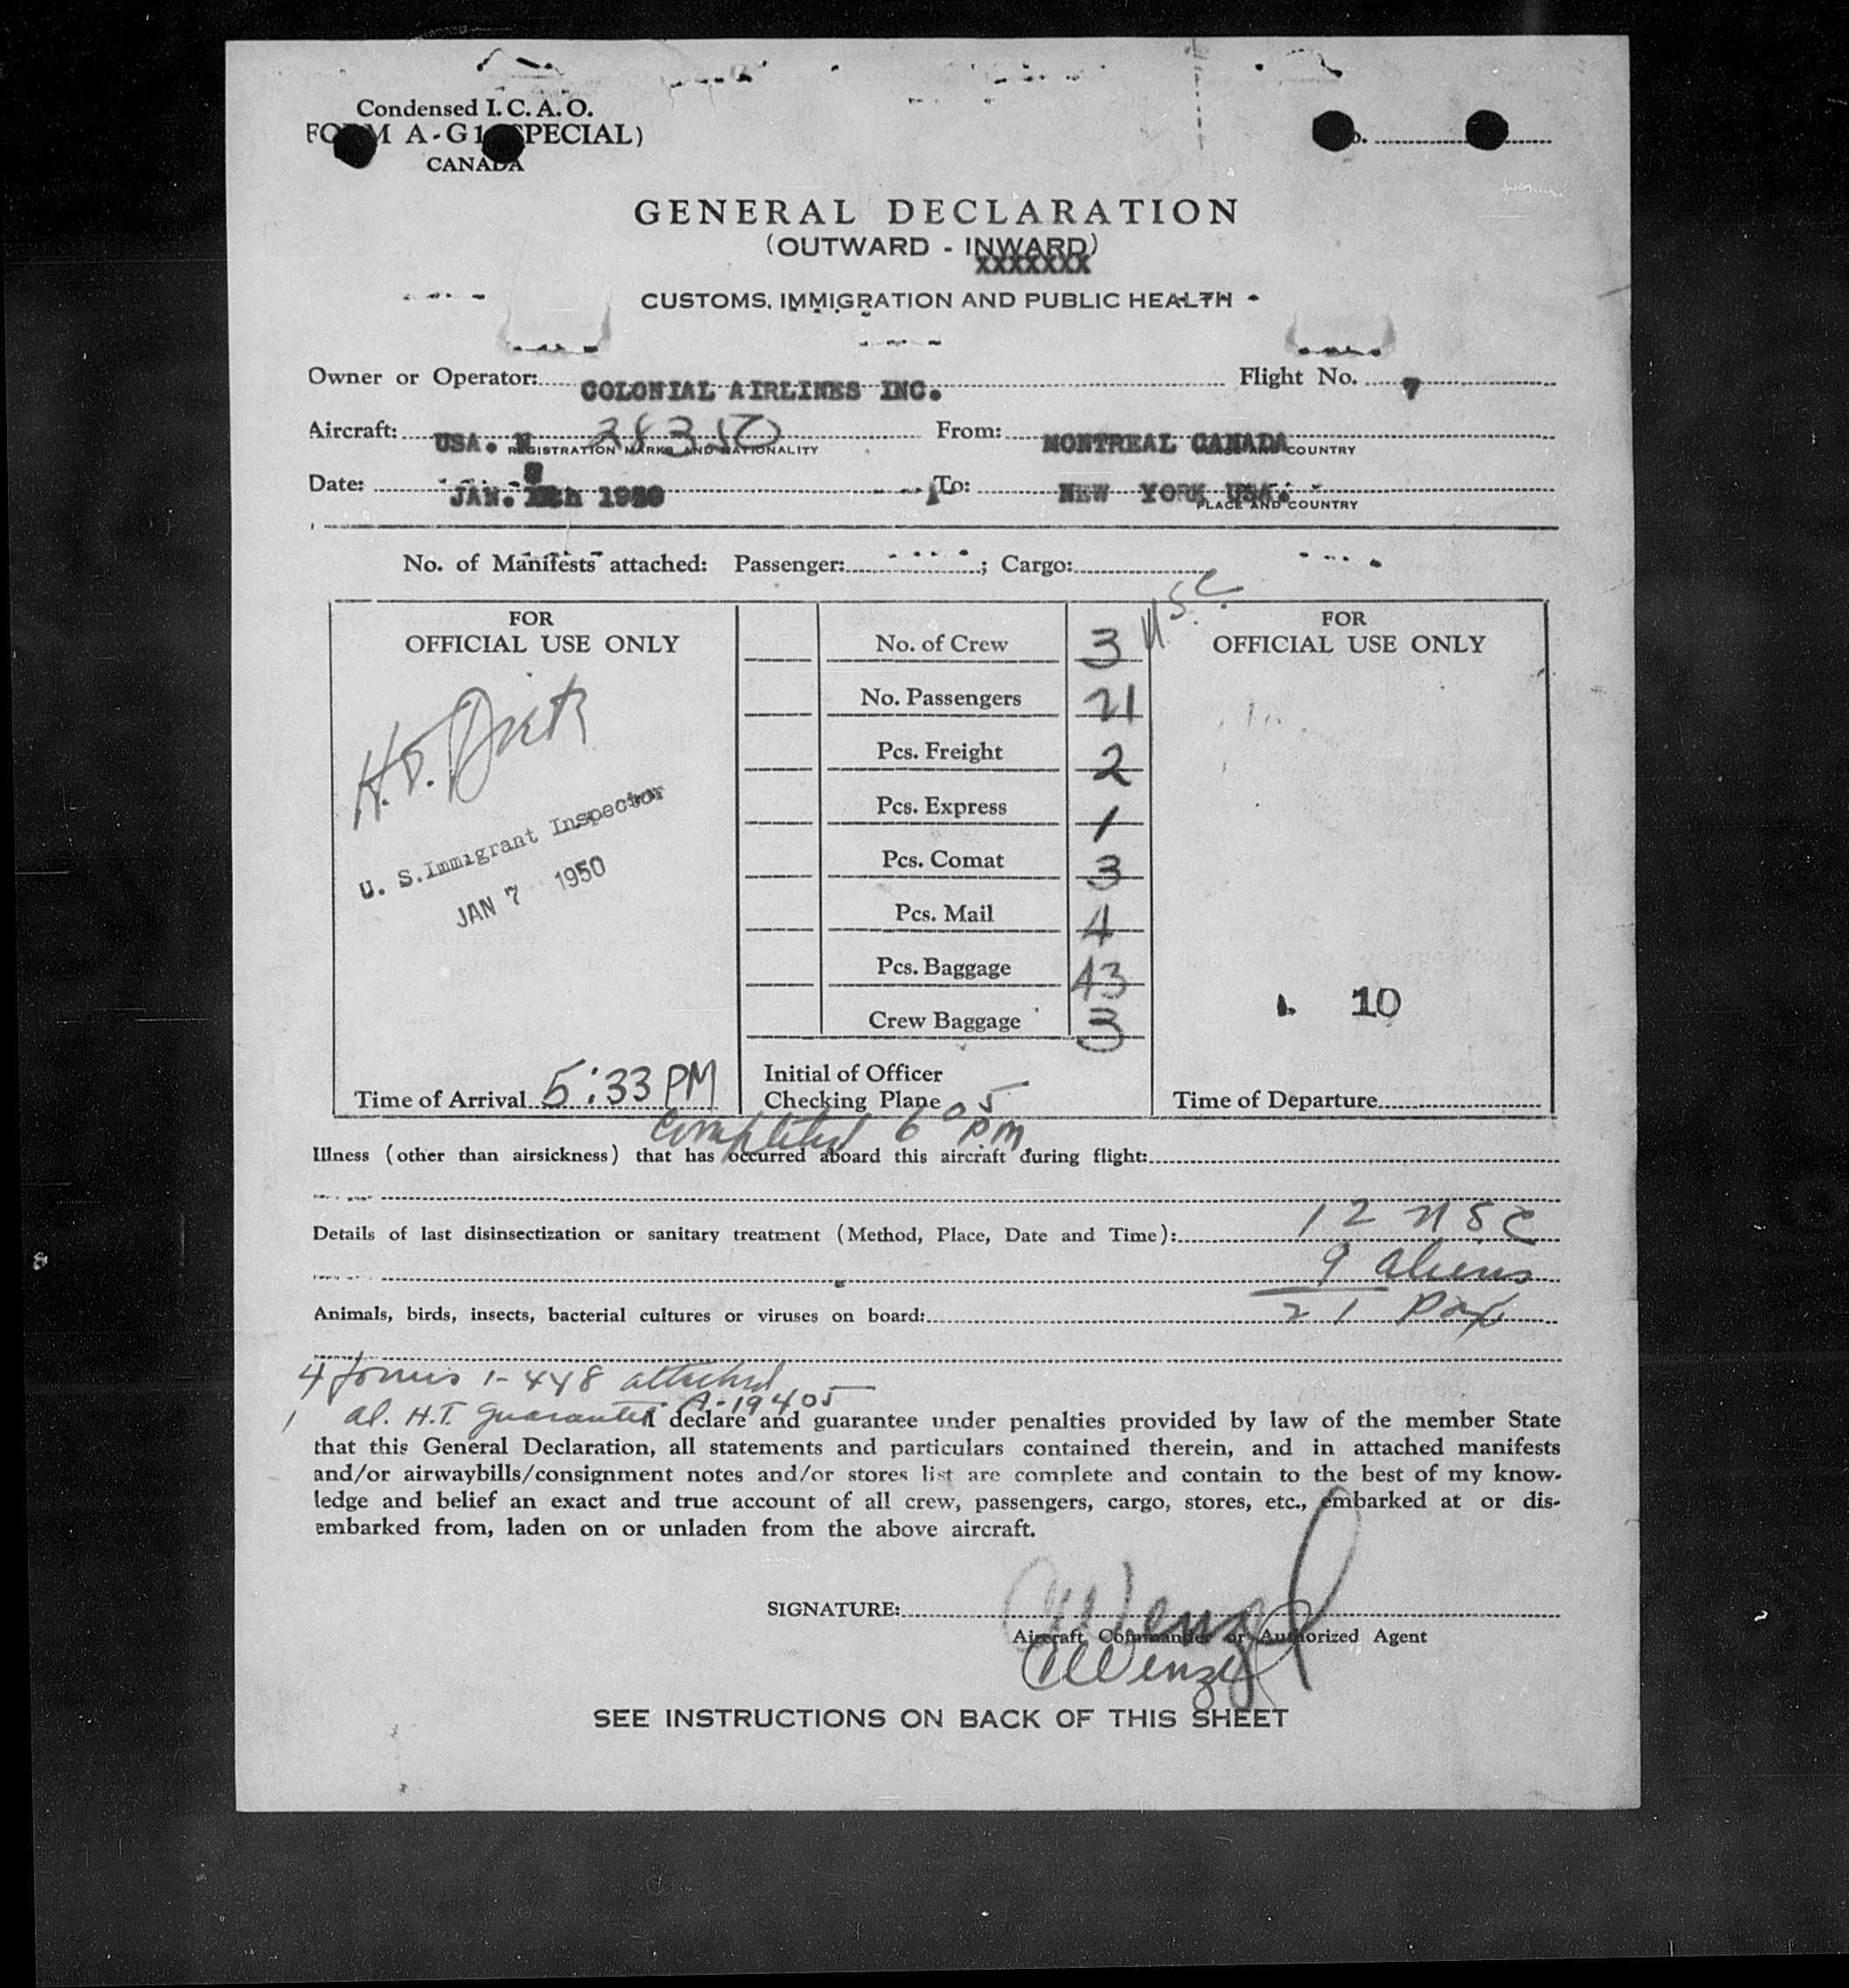 Condensed I. C. A. O.
FORM A-G1 (SPECIAL)
CANADA
GENERAL DECLARATION
(OUTWARD - INWARD)
XXXXXXX
CUSTOMS, IMMIGRATION AND PUBLIC HEALTH
Owner or Operator: COLONIAL AIRLINES INC. Flight No. 7
Aircraft: USA. N 28350 From: MONTREAL CANADA
REGISTRATION MARKS AND NATIONALITY PLACE AND COUNTRY
Date: JAN. 1950 To: NEW YORK USA.
PLACE AND COUNTRY
No. of Manifests attached: Passenger: ; Cargo:
FOR
OFFICIAL USE ONLY
H.T.
U. S. Immigrant Inspector
JAN 7 1950
Time of Arrival 5:33 PM
No. of Crew 3 USC
No. Passengers 21
Pcs. Freight 2
Pcs. Express 1
Pcs. Comat 3
Pcs. Mail 4
Pcs. Baggage 43
Crew Baggage 3
Initial of Officer
Checking Plane
FOR
OFFICIAL USE ONLY
10
Time of Departure
Completed 6 05 pm
Illness (other than airsickness) that has occurred aboard this aircraft during flight:
Details of last disinsectization or sanitary treatment (Method, Place, Date and Time): 12 USC
9 aliens
Animals, birds, insects, bacterial cultures or viruses on board: 21 Pax
4 forms 1-448 attached
1 al. H.T. Guarantee A-19405
I declare and guarantee under penalties provided by law of the member State
that this General Declaration, all statements and particulars contained therein, and in attached manifests
and/or airwaybills/consignment notes and/or stores list are complete and contain to the best of my know-
ledge and belief an exact and true account of all crew, passengers, cargo, stores, etc., embarked at or dis-
embarked from, laden on or unladen from the above aircraft.
SIGNATURE: Wenzel
Aircraft Commander or Authorized Agent
Wenzel
SEE INSTRUCTIONS ON BACK OF THIS SHEET